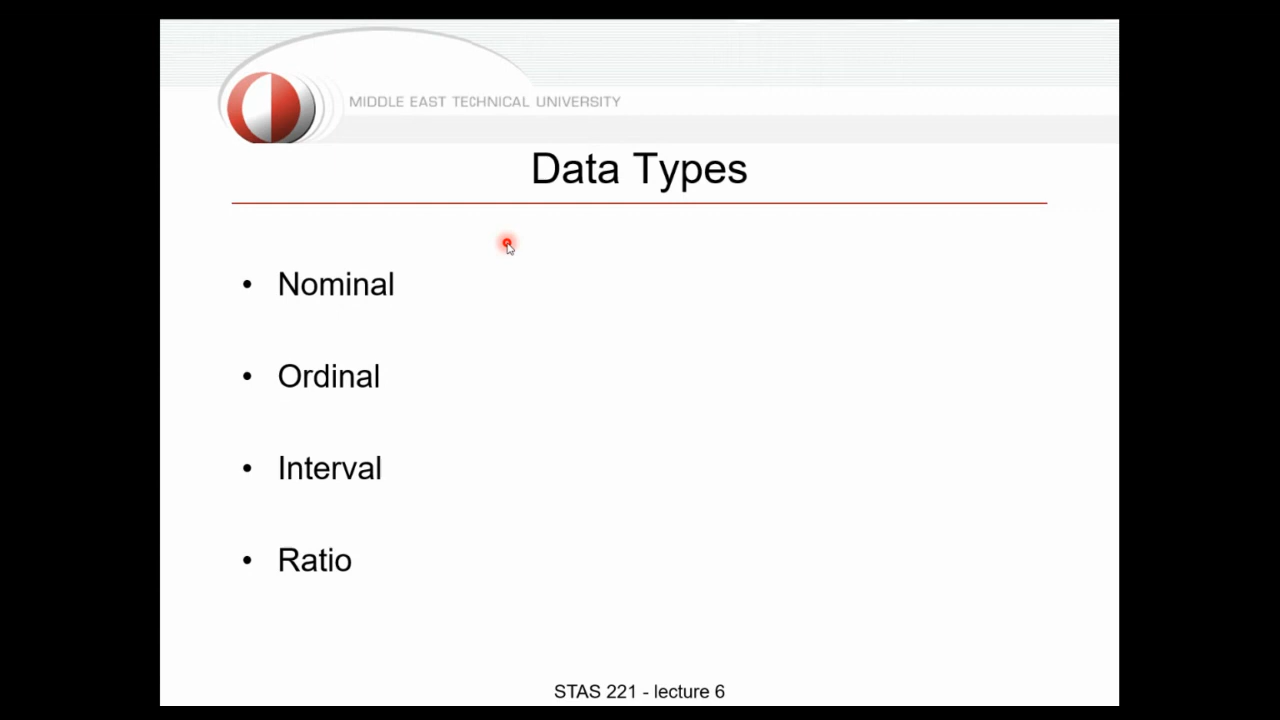 MIDDLE EAST TECHNICAL UNIVERSITY
Data Types
• Nominal
• Ordinal
• Interval
• Ratio
STAS 221 - lecture 6